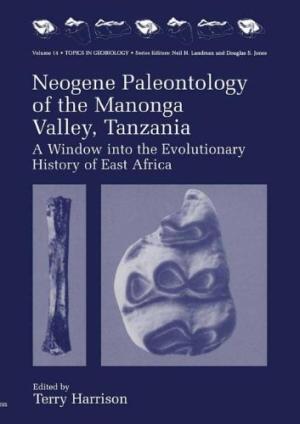 Volume 14 • TOPICS IN GEOBIOLOGY • Series Editors: Neil H. Landman and Douglas S. Jones
Neogene Paleontology
of the Manonga
Valley, Tanzania
A Window into the Evolutionary
History of East Africa
Edited by
Terry Harrison